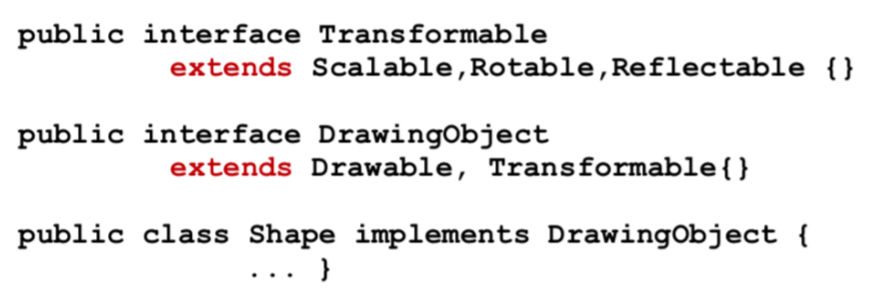 public interface Transformable
extends Scalable,Rotable,Reflectable {}
public interface DrawingObject
extends Drawable, Transformable{}
public class Shape implements DrawingObject {
... }